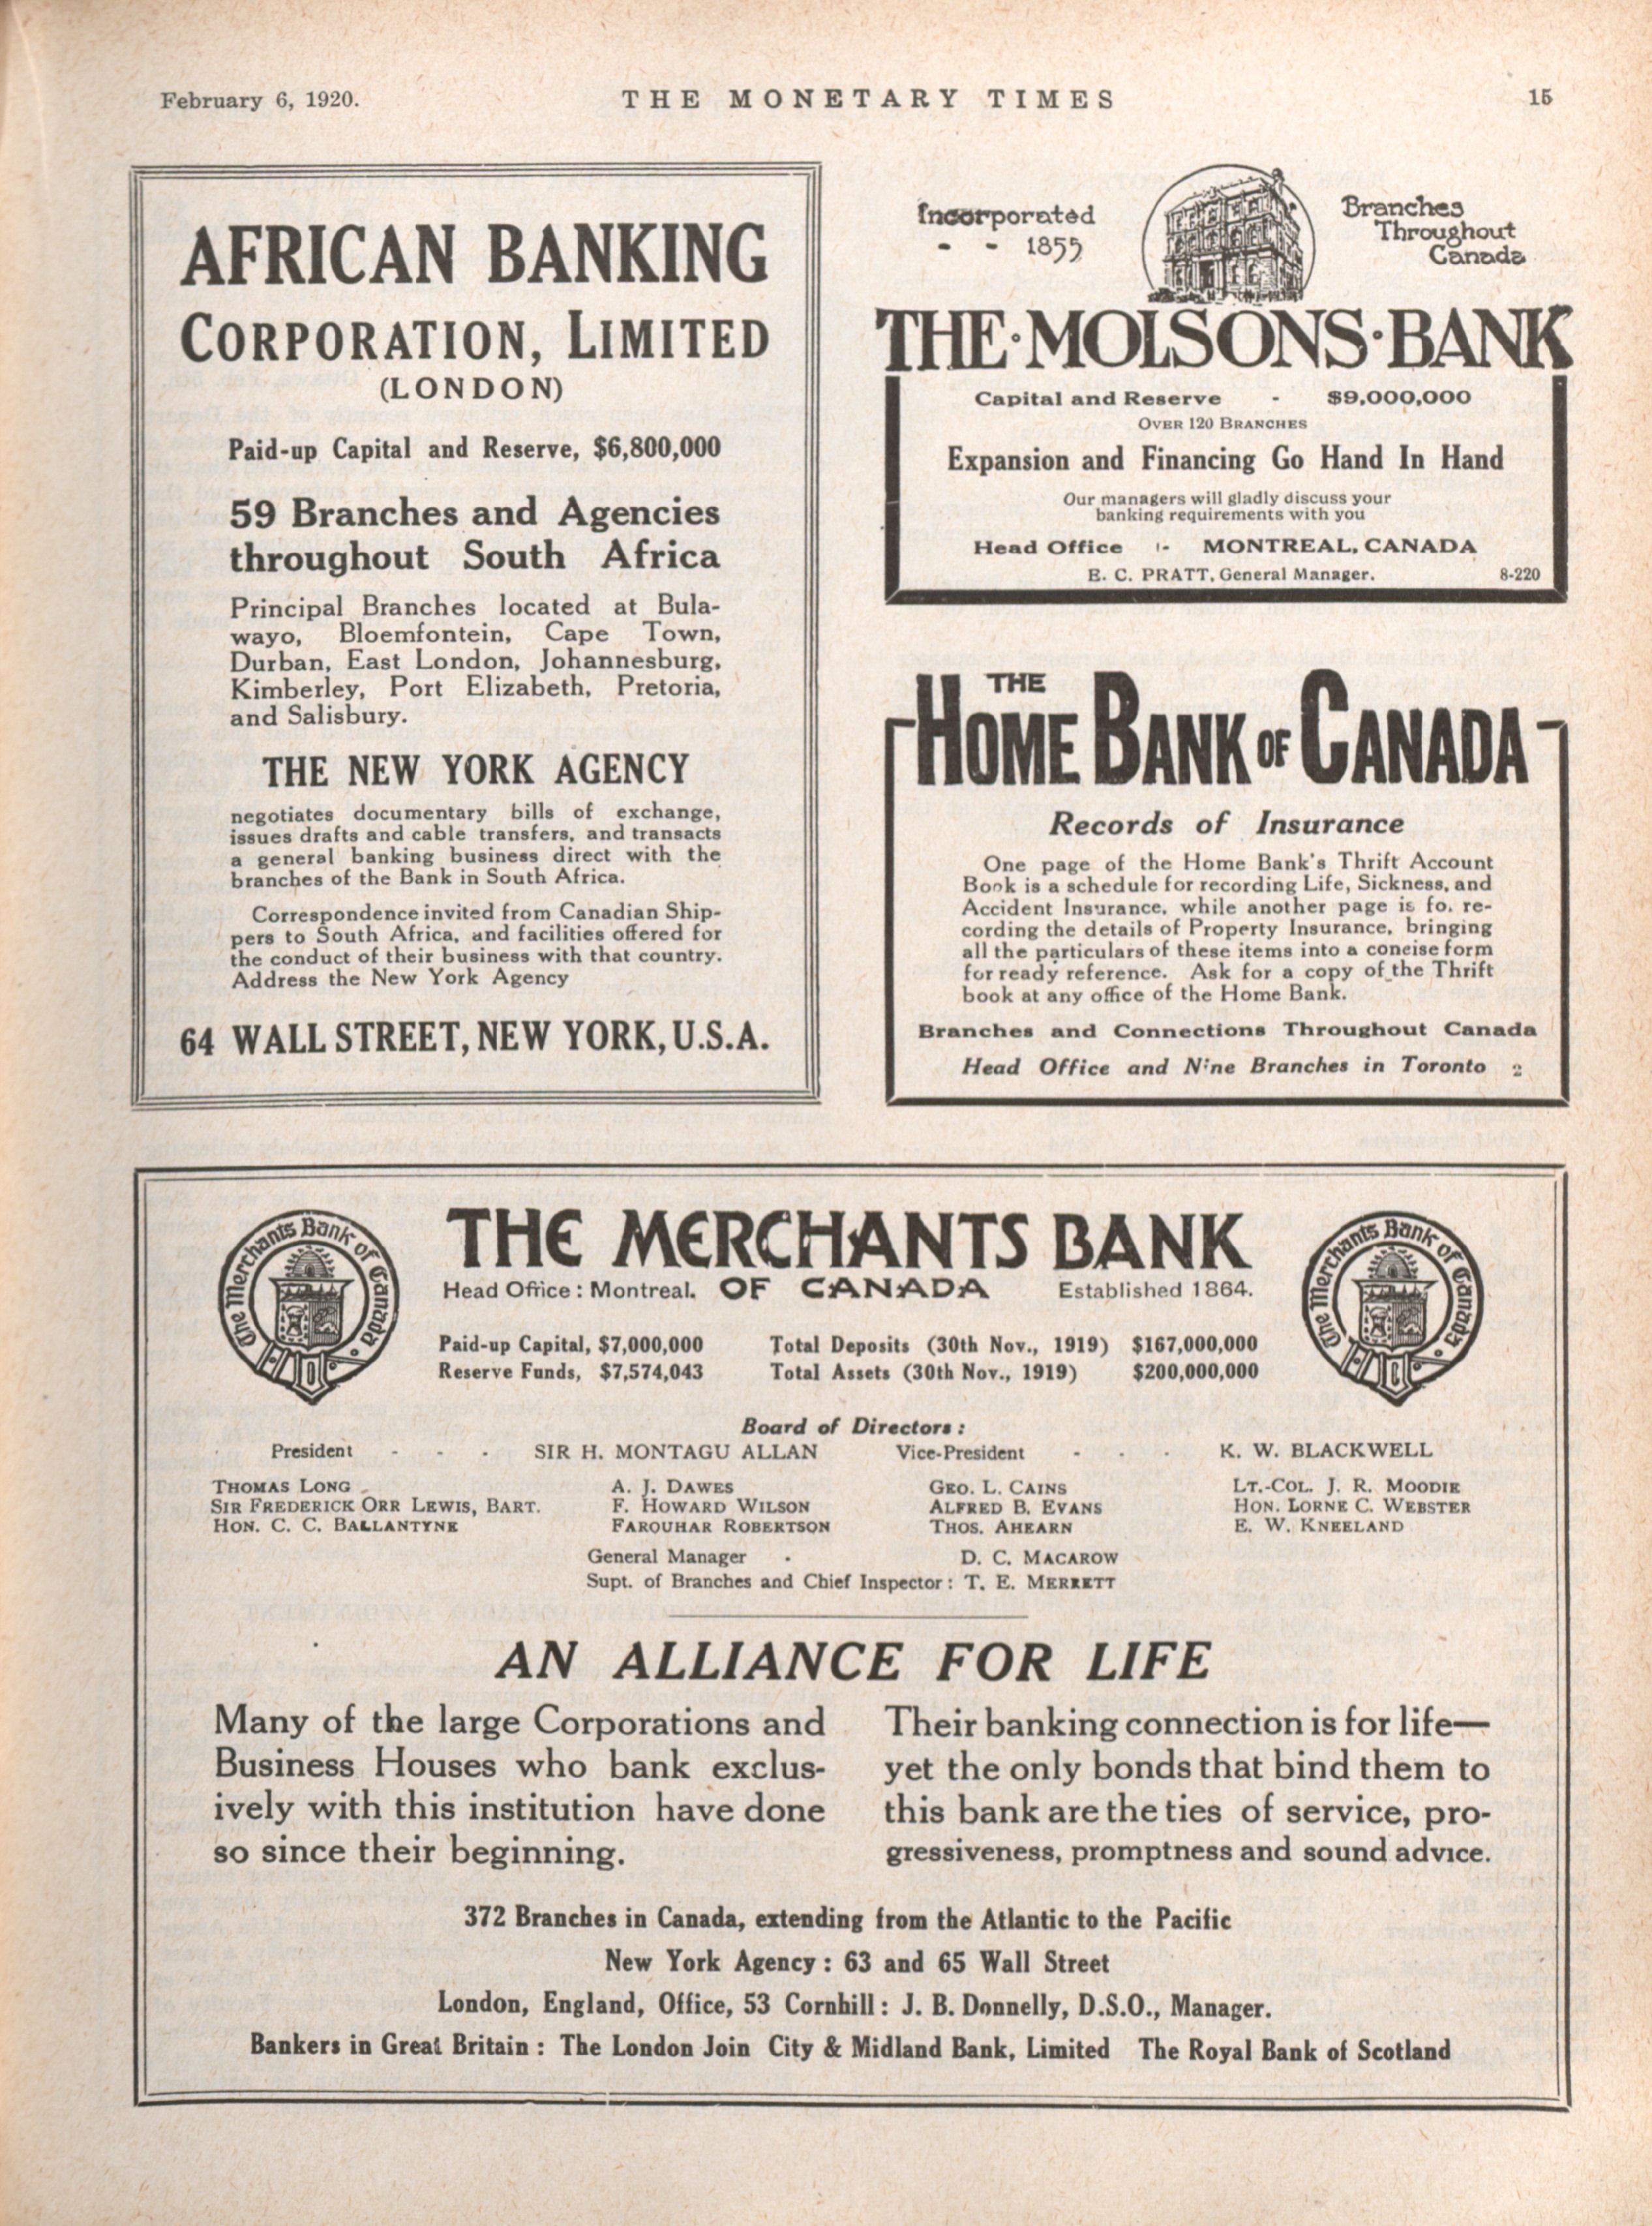 February 6, 1920.
THE MONETARY TIMES
15
AFRICAN BANKING
CORPORATION, LIMITED
(LONDON)
Paid-up Capital and Reserve, $6,800,000
59 Branches and Agencies
throughout South Africa
Principal Branches located at Bula-
wayo, Bloemfontein, Cape Town,
Durban, East London, Johannesburg,
Kimberley, Port Elizabeth, Pretoria,
and Salisbury.
THE NEW YORK AGENCY
negotiates documentary bills of exchange,
issues drafts and cable transfers, and transacts
a general banking business direct with the
branches of the Bank in South Africa.
Correspondence invited from Canadian Ship-
pers to South Africa, and facilities offered for
the conduct of their business with that country.
Address the New York Agency
64 WALL STREET, NEW YORK, U.S.A.
Incorporated
- - 1855
Branches
Throughout
Canada
THE·MOLSONS·BANK
Capital and Reserve - $9,000,000
OVER 120 BRANCHES
Expansion and Financing Go Hand In Hand
Our managers will gladly discuss your
banking requirements with you
Head Office :- MONTREAL, CANADA
E. C. PRATT, General Manager. 8-220
THE
HOME BANK OF CANADA
Records of Insurance
One page of the Home Bank's Thrift Account
Book is a schedule for recording Life, Sickness, and
Accident Insurance, while another page is fo. re-
cording the details of Property Insurance, bringing
all the particulars of these items into a concise form
for ready reference. Ask for a copy of the Thrift
book at any office of the Home Bank.
Branches and Connections Throughout Canada
Head Office and Nine Branches in Toronto 2
The Merchants Bank of Canada
THE MERCHANTS BANK
Head Office : Montreal. OF CANADA Established 1864.
The Merchants Bank of Canada
Paid-up Capital, $7,000,000 Total Deposits (30th Nov., 1919) $167,000,000
Reserve Funds, $7,574,043 Total Assets (30th Nov., 1919) $200,000,000
Board of Directors :
President - - - SIR H. MONTAGU ALLAN Vice-President - - - K. W. BLACKWELL
THOMAS LONG A. J. DAWES GEO. L. CAINS LT.-COL. J. R. MOODIE
SIR FREDERICK ORR LEWIS, BART. F. HOWARD WILSON ALFRED B. EVANS HON. LORNE C. WEBSTER
HON. C. C. BALLANTYNE FARQUHAR ROBERTSON THOS. AHEARN E. W. KNEELAND
General Manager - D. C. MACAROW
Supt. of Branches and Chief Inspector : T. E. MERRETT
AN ALLIANCE FOR LIFE
Many of the large Corporations and
Business Houses who bank exclus-
ively with this institution have done
so since their beginning.
Their banking connection is for life—
yet the only bonds that bind them to
this bank are the ties of service, pro-
gressiveness, promptness and sound advice.
372 Branches in Canada, extending from the Atlantic to the Pacific
New York Agency : 63 and 65 Wall Street
London, England, Office, 53 Cornhill : J. B. Donnelly, D.S.O., Manager.
Bankers in Great Britain : The London Join City & Midland Bank, Limited The Royal Bank of Scotland